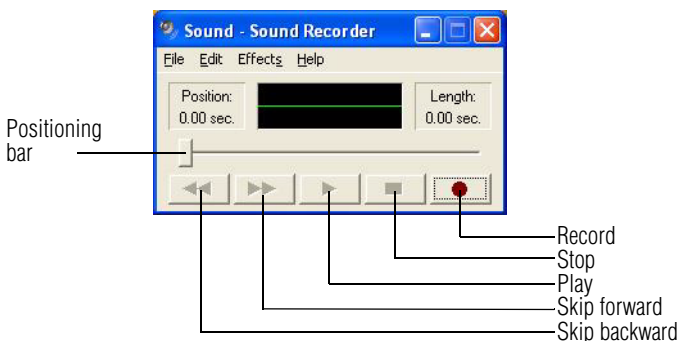 Sound - Sound Recorder
File Edit Effects Help
Position:
0.00 sec.
Length:
0.00 sec.
Positioning
bar
Record
Stop
Play
Skip forward
Skip backward